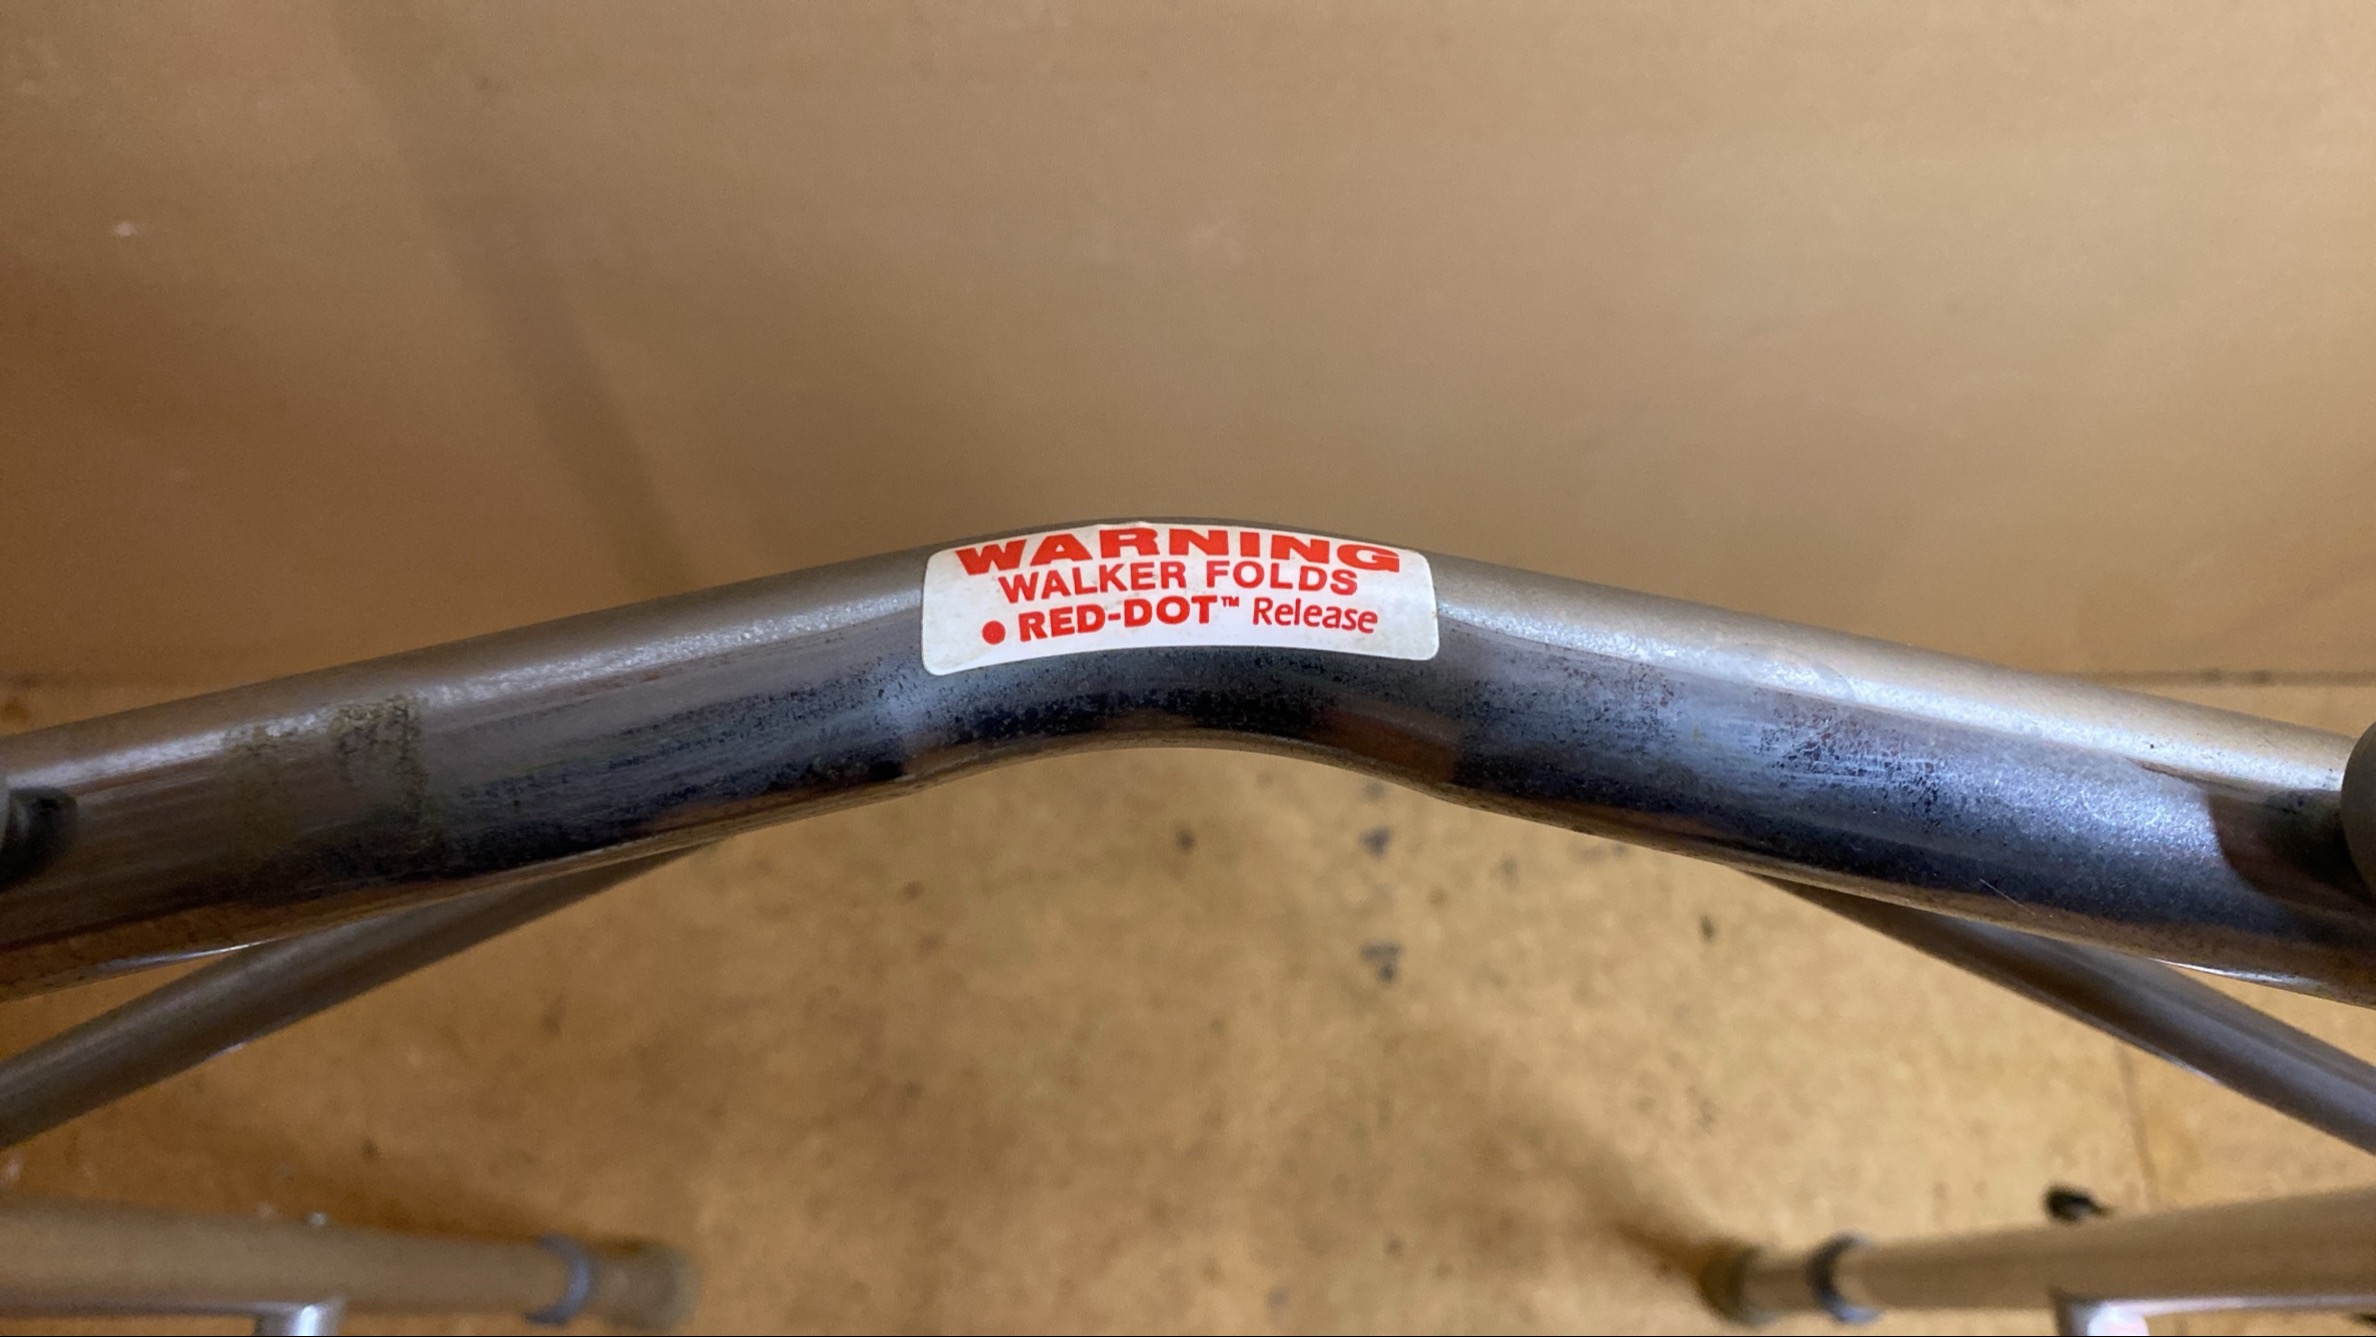 WARNING
WALKER FOLDS
• RED-DOT™ Release